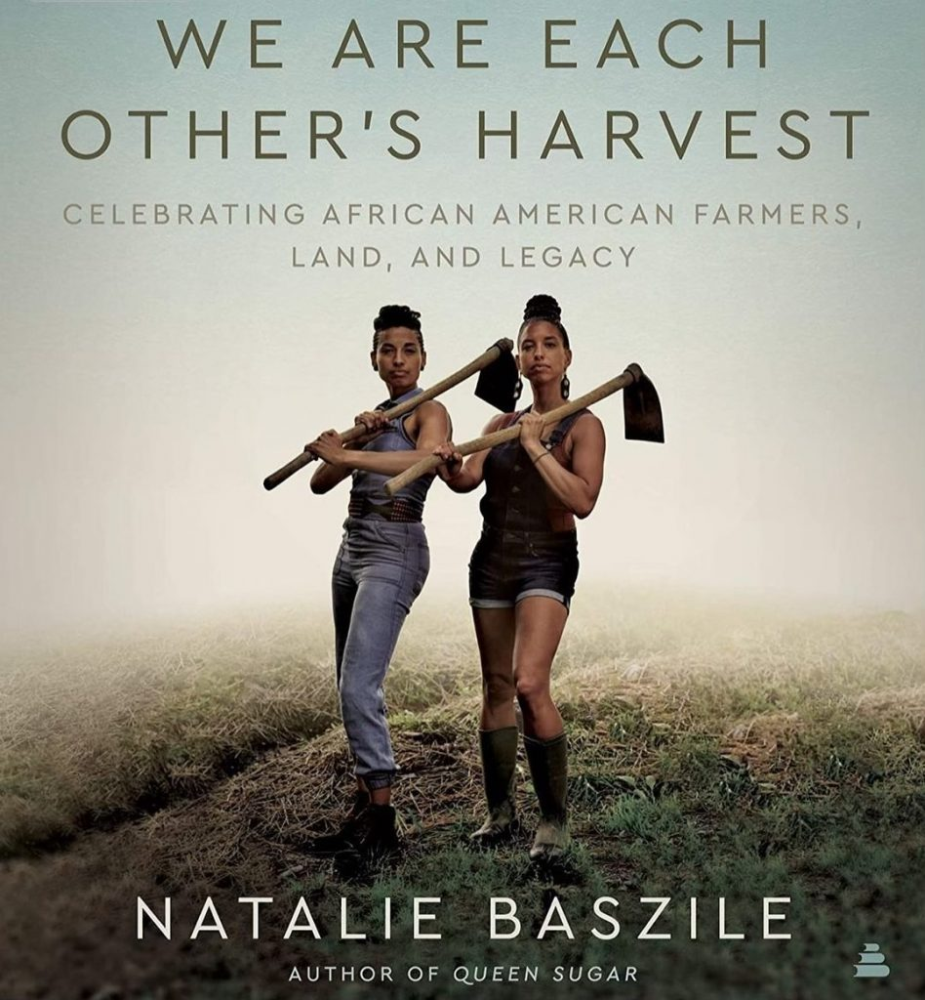 WE ARE EACH
OTHER'S HARVEST
CELEBRATING AFRICAN AMERICAN FARMERS,
LAND, AND LEGACY
NATALIE BASZILE
AUTHOR OF QUEEN SUGAR